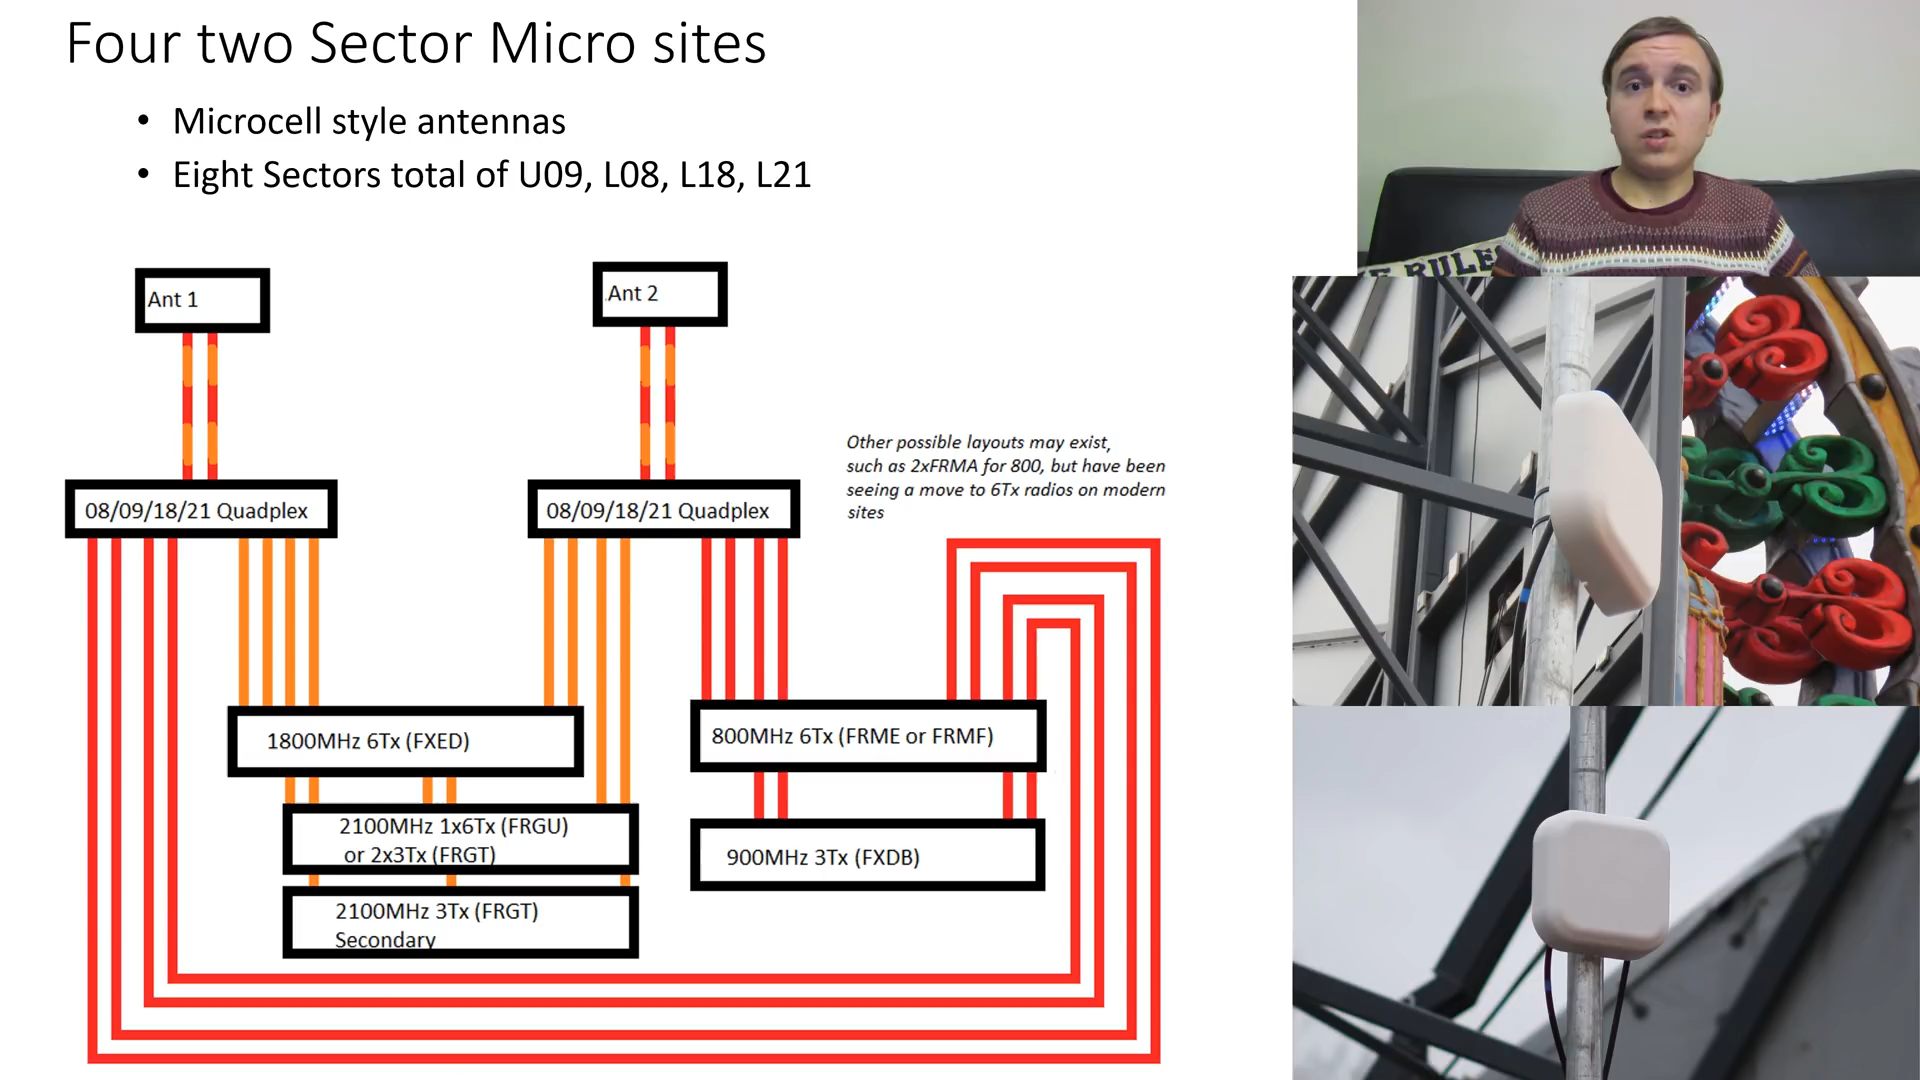 Four two Sector Micro sites
• Microcell style antennas
• Eight Sectors total of U09, L08, L18, L21
Ant 1
Ant 2
Other possible layouts may exist,
such as 2xFRMA for 800, but have been
seeing a move to 6Tx radios on modern
sites
08/09/18/21 Quadplex
08/09/18/21 Quadplex
1800MHz 6Tx (FXED)
800MHz 6Tx (FRME or FRMF)
2100MHz 1x6Tx (FRGU)
or 2x3Tx (FRGT)
900MHz 3Tx (FXDB)
2100MHz 3Tx (FRGT)
Secondary
RULE